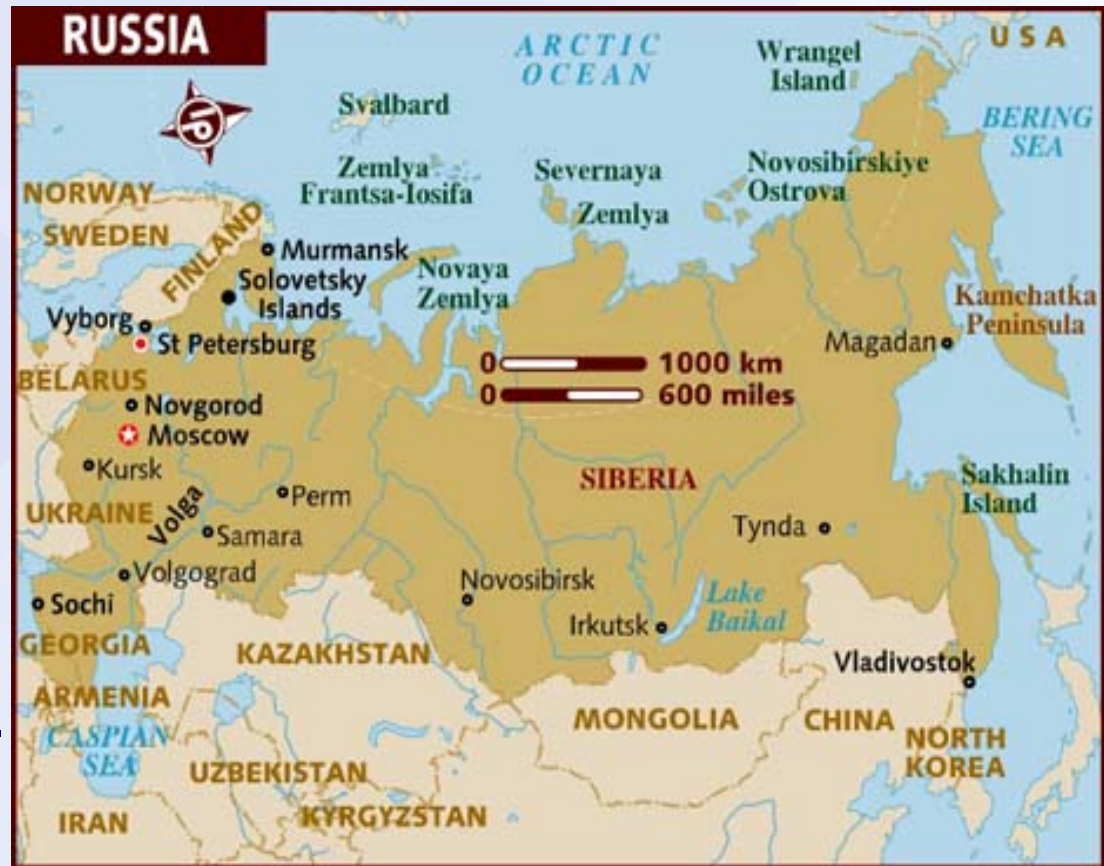 RUSSIA
ARCTIC
OCEAN
Wrangel
Island
USA
BERING
SEA
LP
Svalbard
Zemlya
Frantsa-Iosifa
Severnaya
Zemlya
Novosibirskiye
Ostrova
NORWAY
SWEDEN
FINLAND
Murmansk
Solovetsky
Islands
Novaya
Zemlya
Kamchatka
Peninsula
Vyborg
St Petersburg
Magadan
0 1000 km
0 600 miles
BELARUS
Novgorod
Moscow
Kursk
SIBERIA
Sakhalin
Island
Perm
UKRAINE
Volga
Samara
Tynda
Volgograd
Novosibirsk
Sochi
Irkutsk
Lake
Baikal
GEORGIA
KAZAKHSTAN
Vladivostok
ARMENIA
MONGOLIA
CHINA
NORTH
KOREA
CASPIAN
SEA
UZBEKISTAN
KYRGYZSTAN
IRAN